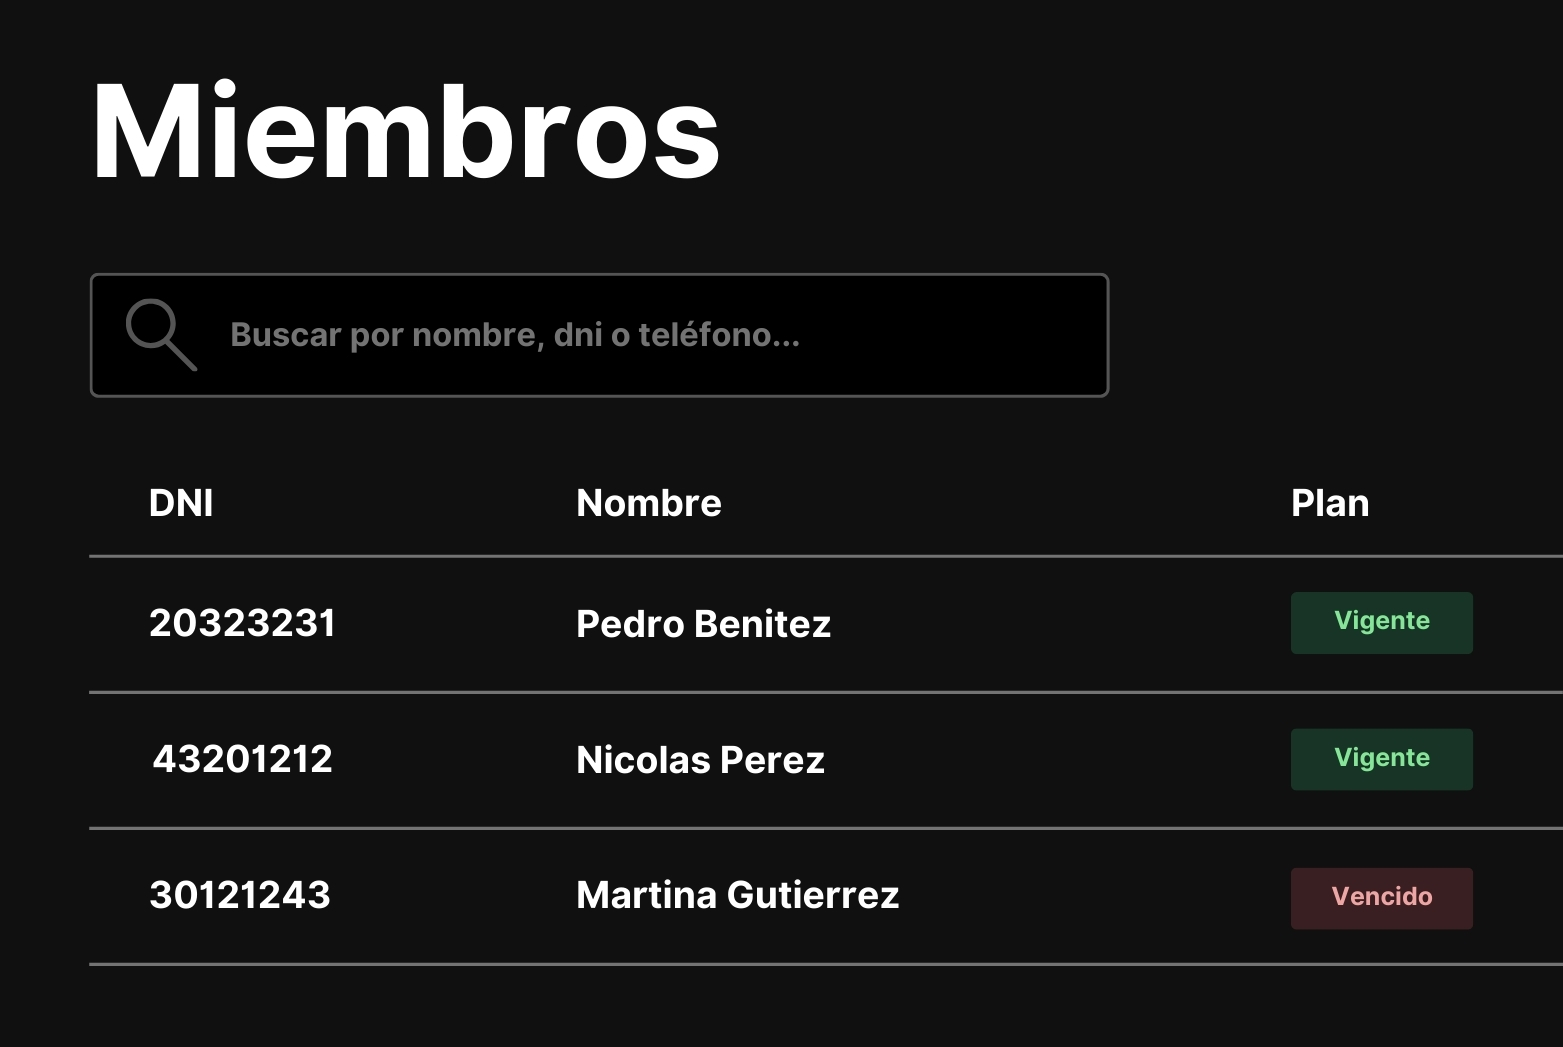 Miembros
Buscar por nombre, dni o teléfono...
DNI Nombre Plan
20323231 Pedro Benitez Vigente
43201212 Nicolas Perez Vigente
30121243 Martina Gutierrez Vencido